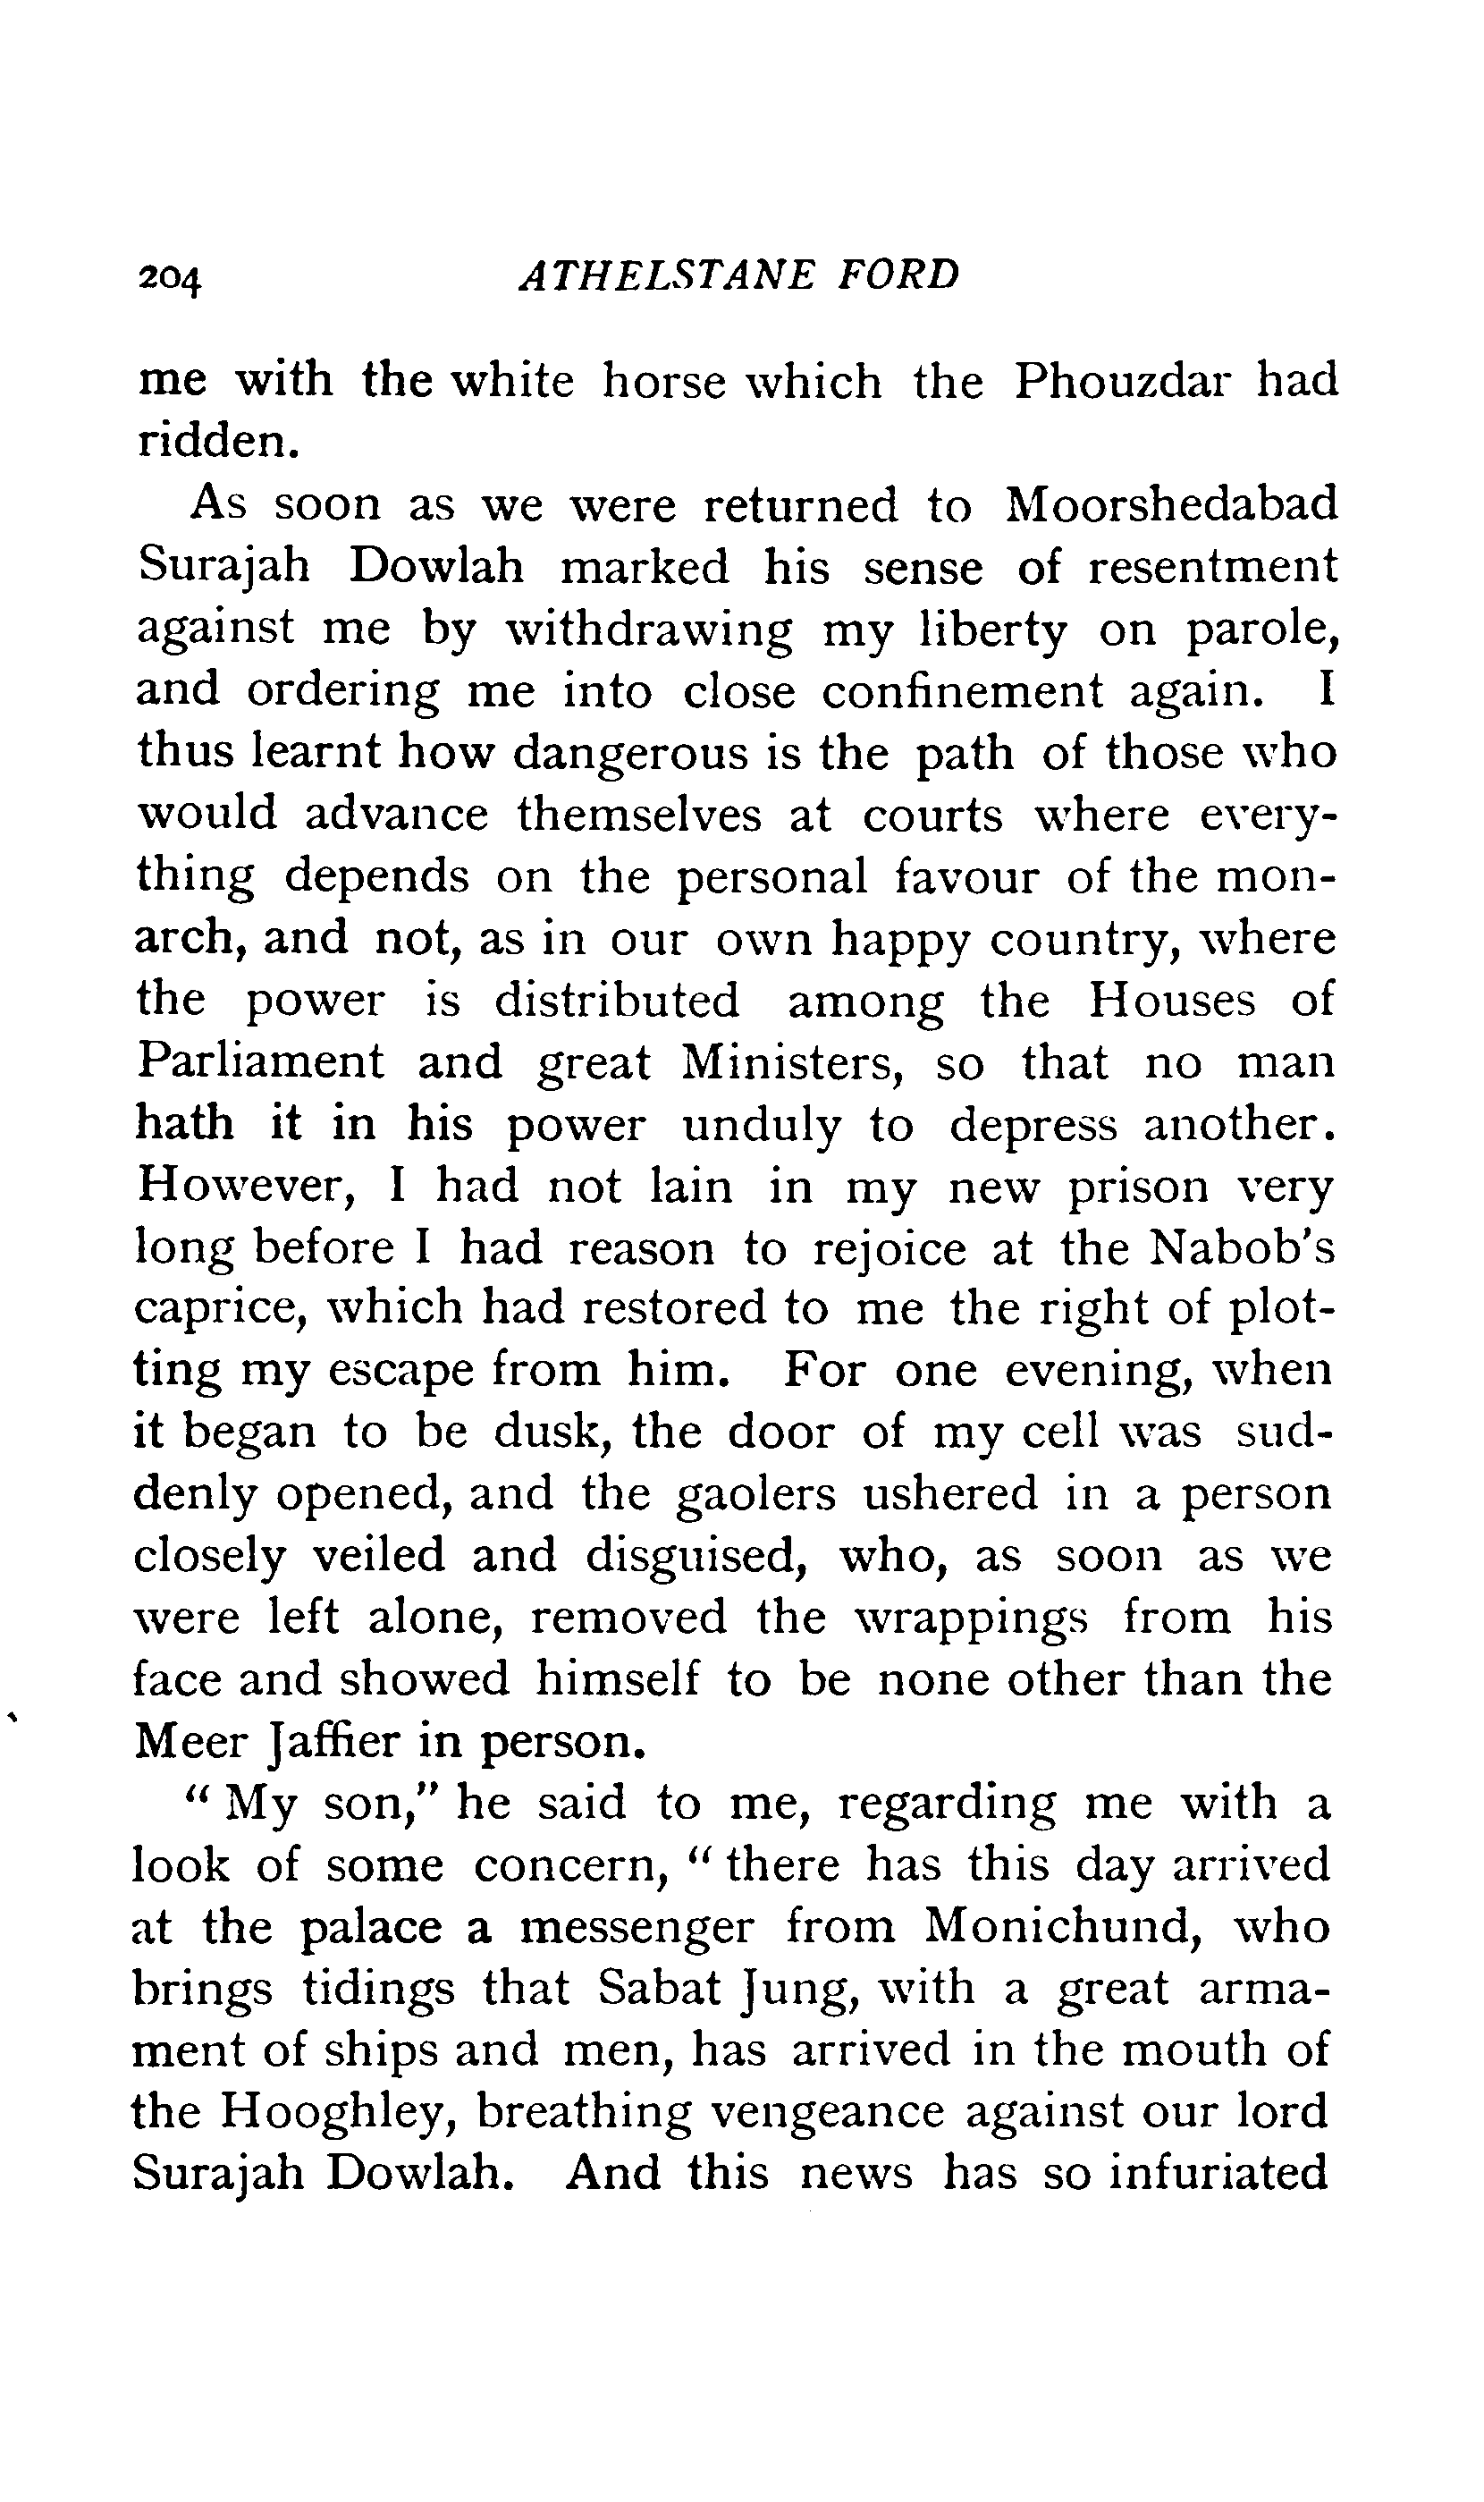 204 ATHELSTANE FORD
me with the white horse which the Phouzdar had
ridden.
As soon as we were returned to Moorshedabad
Surajah Dowlah marked his sense of resentment
against me by withdrawing my liberty on parole,
and ordering me into close confinement again. I
thus learnt how dangerous is the path of those who
would advance themselves at courts where every-
thing depends on the personal favour of the mon-
arch, and not, as in our own happy country, where
the power is distributed among the Houses of
Parliament and great Ministers, so that no man
hath it in his power unduly to depress another.
However, I had not lain in my new prison very
long before I had reason to rejoice at the Nabob's
caprice, which had restored to me the right of plot-
ting my escape from him. For one evening, when
it began to be dusk, the door of my cell was sud-
denly opened, and the gaolers ushered in a person
closely veiled and disguised, who, as soon as we
were left alone, removed the wrappings from his
face and showed himself to be none other than the
Meer Jaffier in person.
" My son," he said to me, regarding me with a
look of some concern, " there has this day arrived
at the palace a messenger from Monichund, who
brings tidings that Sabat Jung, with a great arma-
ment of ships and men, has arrived in the mouth of
the Hooghley, breathing vengeance against our lord
Surajah Dowlah. And this news has so infuriated